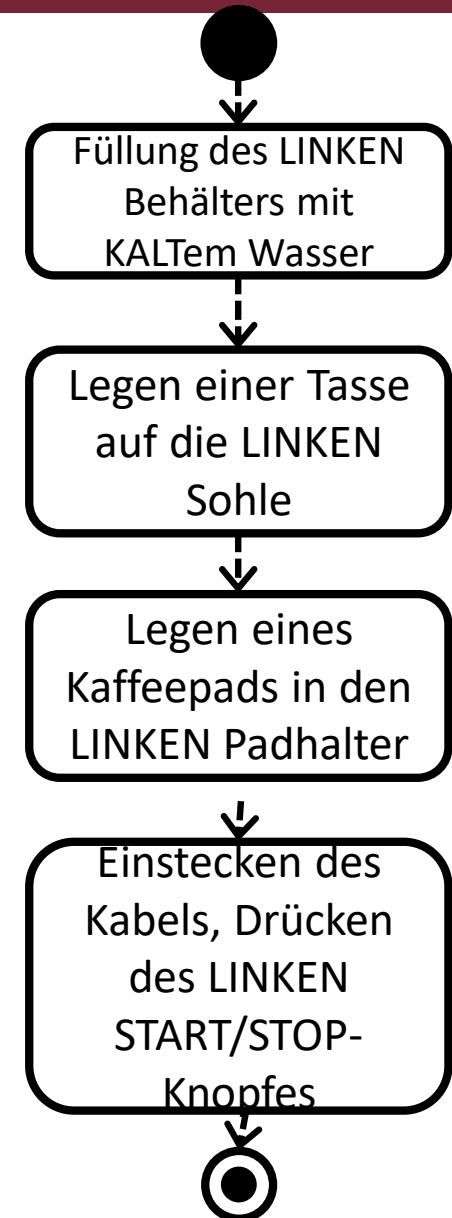 Füllung des LINKEN
Behälters mit
KALTem Wasser
Legen einer Tasse
auf die LINKEN
Sohle
Legen eines
Kaffeepads in den
LINKEN Padhalter
Einstecken des
Kabels, Drücken
des LINKEN
START/STOP-
Knopfes